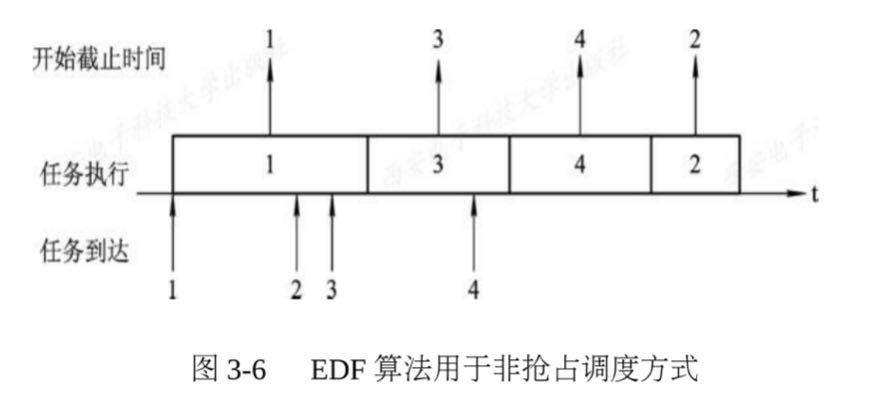 开始截止时间 1 3 4 2
任务执行 1 3 4 2 t
任务到达
1 2 3 4
图 3-6 EDF 算法用于非抢占调度方式